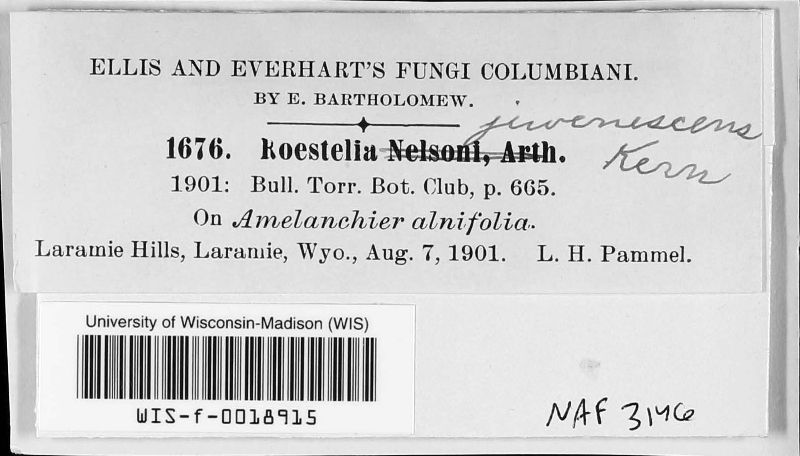 ELLIS AND EVERHART'S FUNGI COLUMBIANI.
BY E. BARTHOLOMEW.
juvenescens
1676. Roestelia Nelsoni, Arth. Kern
1901: Bull. Torr. Bot. Club, p. 665.
On Amelanchier alnifolia.
Laramie Hills, Laramie, Wyo., Aug. 7, 1901. L. H. Pammel.
University of Wisconsin-Madison (WIS)
WIS-f-0018915
NAF 3146